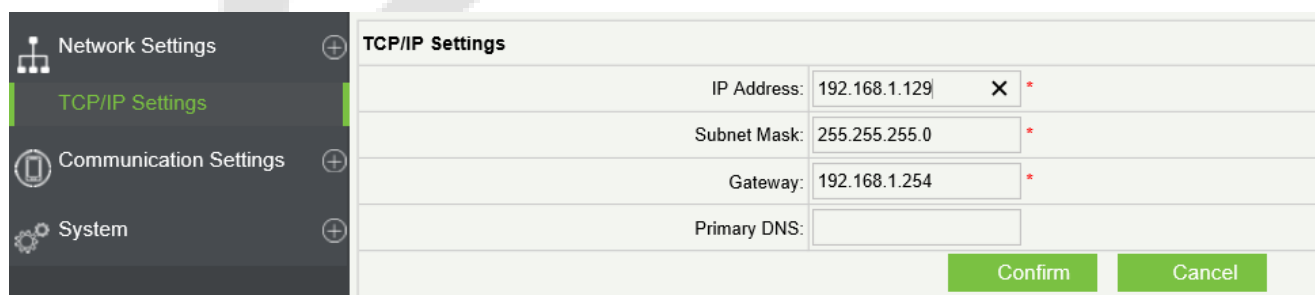 Network Settings
TCP/IP Settings
Communication Settings
System
TCP/IP Settings
IP Address: 192.168.1.129 *
Subnet Mask: 255.255.255.0 *
Gateway: 192.168.1.254 *
Primary DNS:
Confirm Cancel